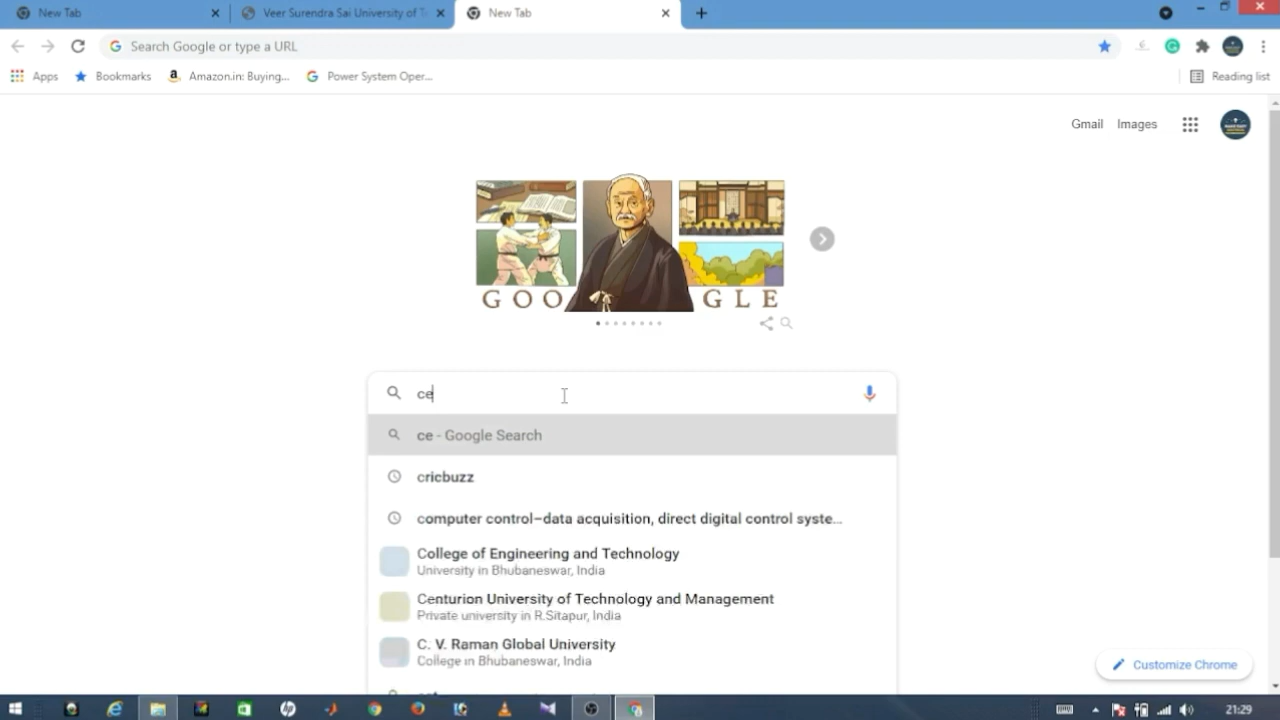 New Tab
Veer Surendra Sai University of T
New Tab
Search Google or type a URL
Apps
Bookmarks
Amazon.in: Buying...
Power System Oper...
Reading list
Gmail
Images
GOO GLE
ce
ce - Google Search
cricbuzz
computer control–data acquisition, direct digital control syste...
College of Engineering and Technology
University in Bhubaneswar, India
Centurion University of Technology and Management
Private university in R.Sitapur, India
C. V. Raman Global University
College in Bhubaneswar, India
Customize Chrome
21:29